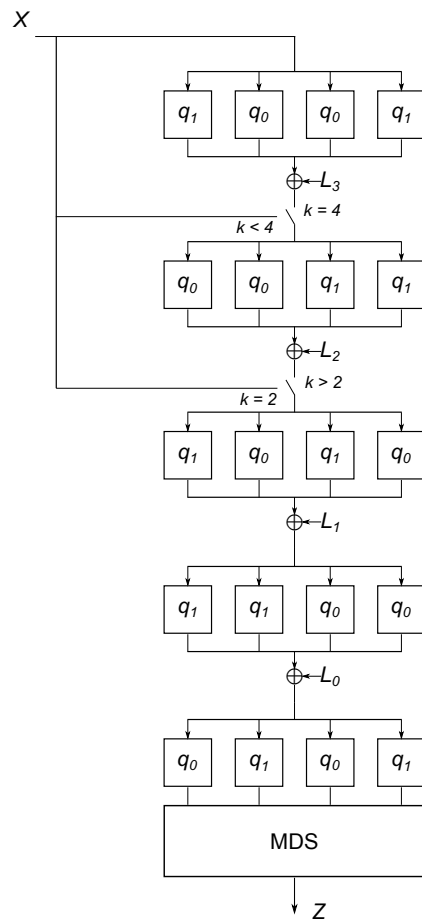 X
q1 q0 q0 q1
L3
k = 4
k < 4
q0 q0 q1 q1
L2
k > 2
k = 2
q1 q0 q1 q0
L1
q1 q1 q0 q0
L0
q0 q1 q0 q1
MDS
Z